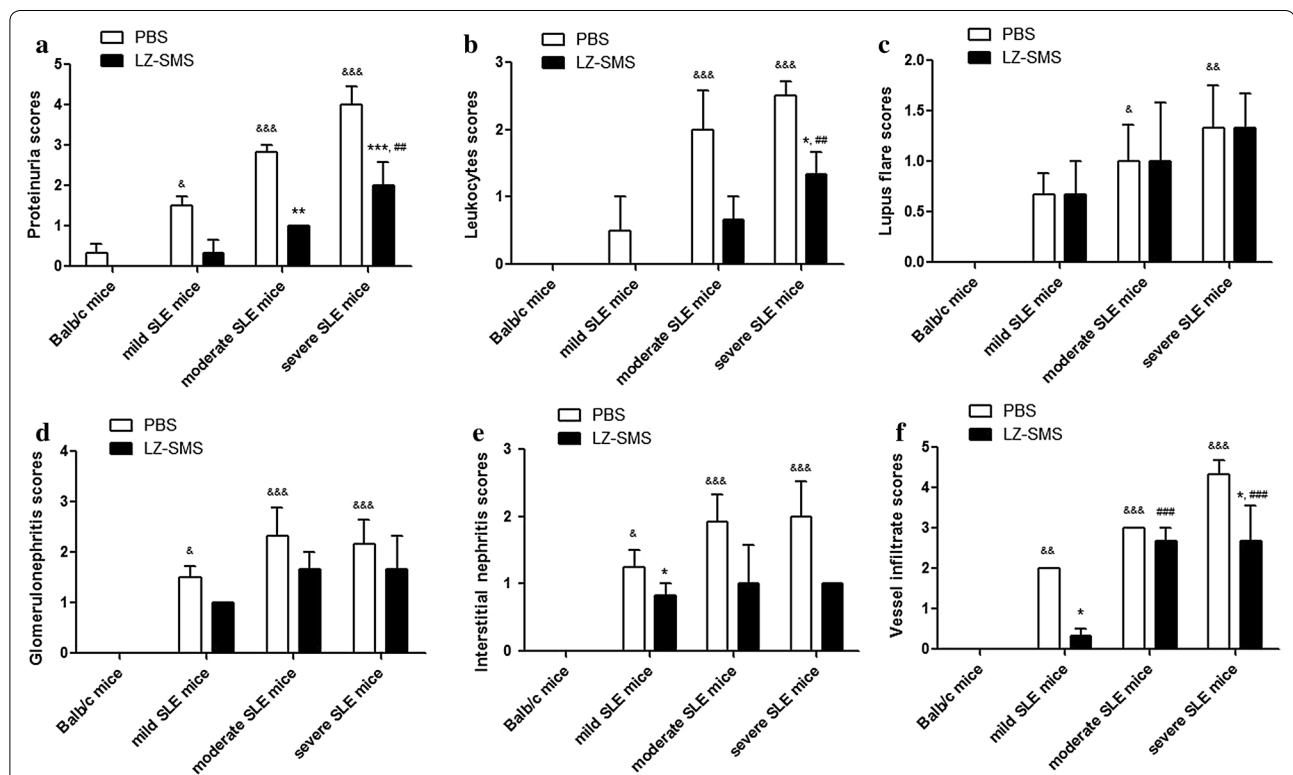 a
PBS
LZ-SMS
Proteinuria scores
5
4
3
2
1
0
&
&&&
**
&&&
***, ##
Balb/c mice
mild SLE mice
moderate SLE mice
severe SLE mice
b
PBS
LZ-SMS
Leukocytes scores
3
2
1
0
&&&
&&&
*, ##
Balb/c mice
mild SLE mice
moderate SLE mice
severe SLE mice
c
PBS
LZ-SMS
Lupus flare scores
2.0
1.5
1.0
0.5
0.0
&
&&
Balb/c mice
mild SLE mice
moderate SLE mice
severe SLE mice
d
PBS
LZ-SMS
Glomerulonephritis scores
4
3
2
1
0
&
&&&
&&&
Balb/c mice
mild SLE mice
moderate SLE mice
severe SLE mice
e
PBS
LZ-SMS
Interstitial nephritis scores
3
2
1
0
&
*
&&&
&&&
Balb/c mice
mild SLE mice
moderate SLE mice
severe SLE mice
f
PBS
LZ-SMS
Vessel infiltrate scores
5
4
3
2
1
0
&&
*
&&&
###
&&&
*, ###
Balb/c mice
mild SLE mice
moderate SLE mice
severe SLE mice